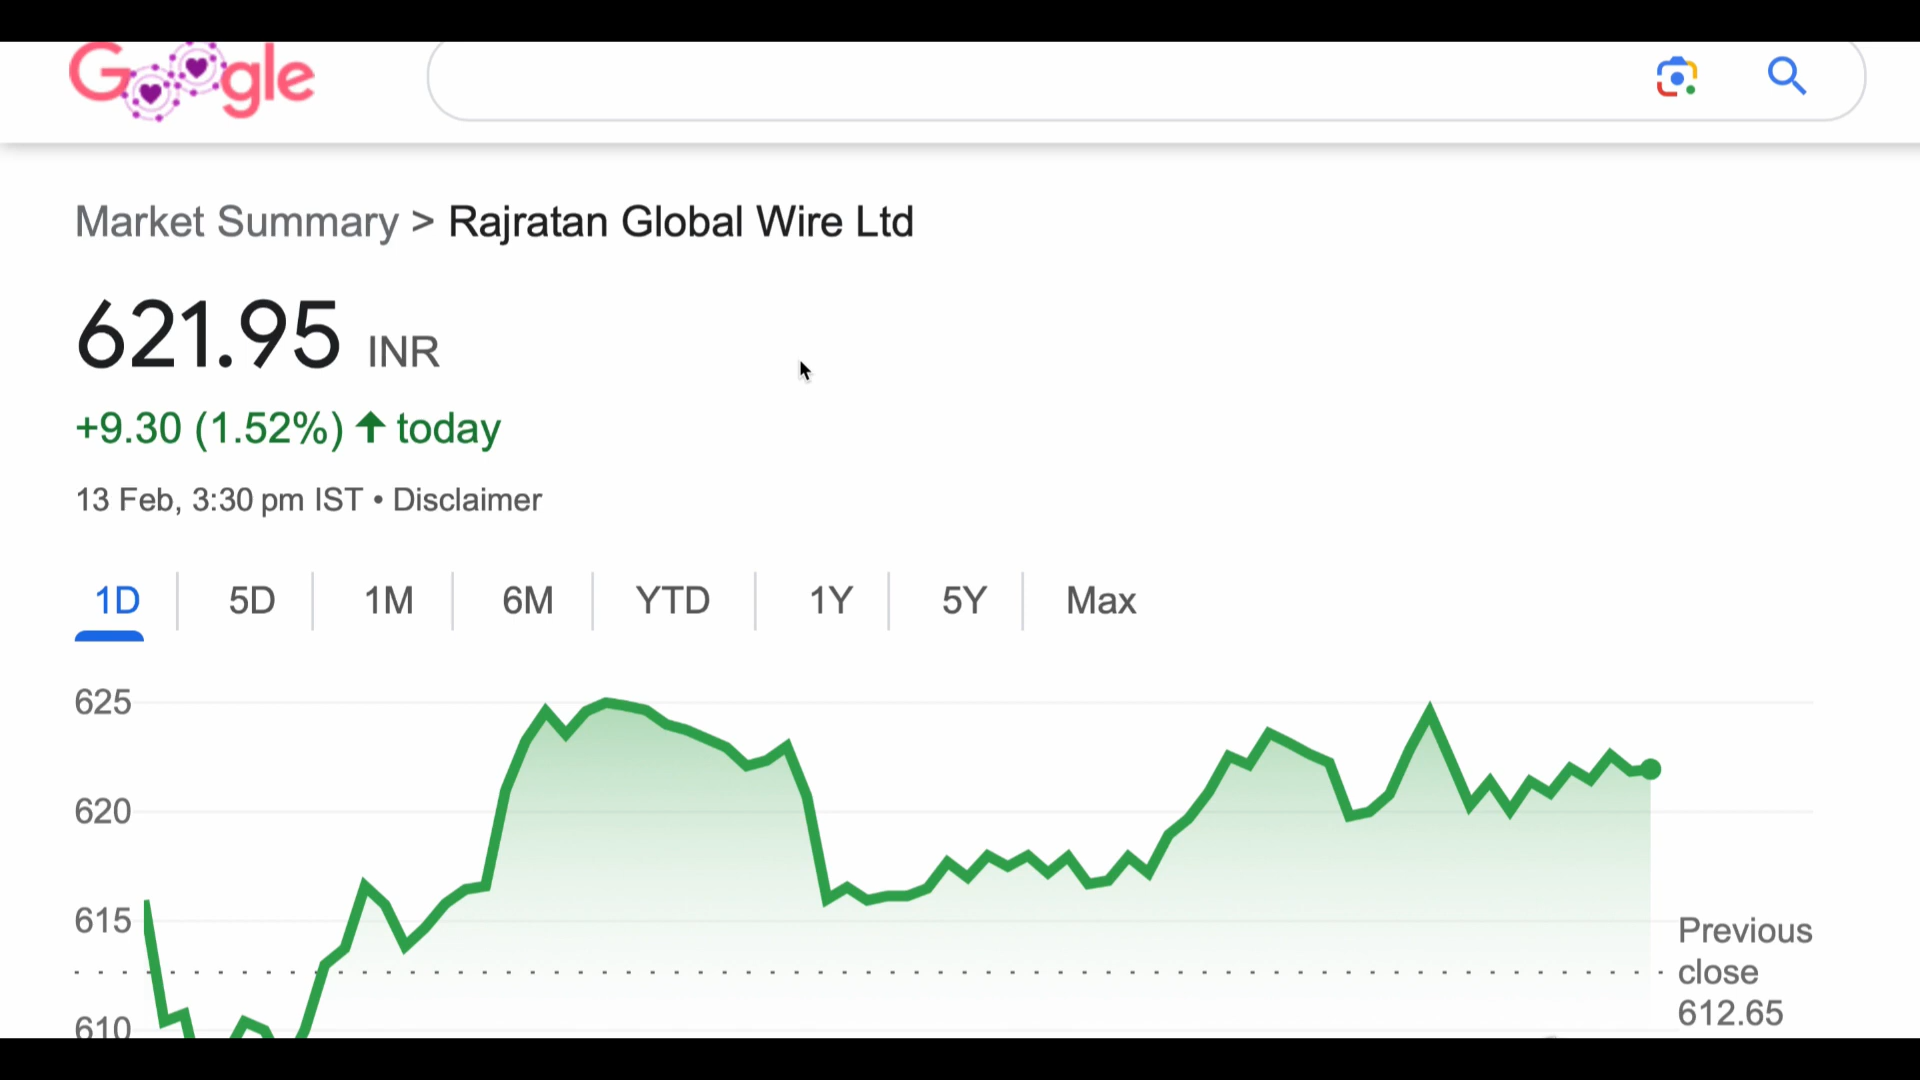 Google
Market Summary > Rajratan Global Wire Ltd
621.95 INR
+9.30 (1.52%) ↑ today
13 Feb, 3:30 pm IST • Disclaimer
1D 5D 1M 6M YTD 1Y 5Y Max
625
620
615
610
Previous
close
612.65